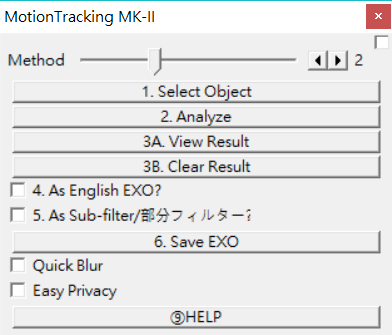 MotionTracking MK-II
Method 2
1. Select Object
2. Analyze
3A. View Result
3B. Clear Result
4. As English EXO?
5. As Sub-filter/部分フィルター?
6. Save EXO
Quick Blur
Easy Privacy
⑨HELP